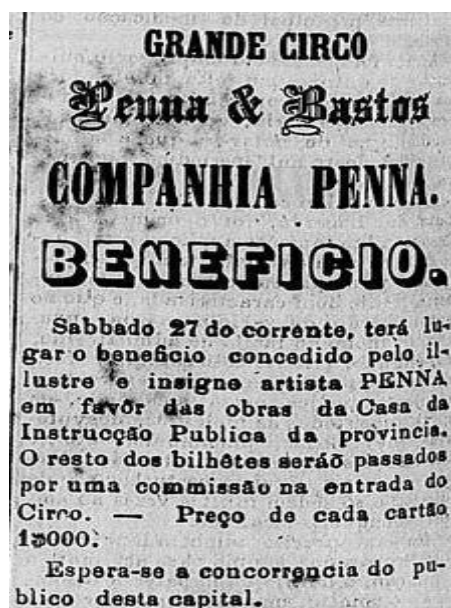 GRANDE CIRCO
Penna & Bastos
COMPANHIA PENNA.
BENEFICIO.
Sabbado 27 do corrente, terá lu-
gar o beneficio concedido pelo il-
lustre e insigne artista PENNA
em favôr das obras da Casa da
Instrucção Publica da provincia.
O resto dos bilhêtes serão passados
por uma commissão na entrada do
Circo. — Preço de cada cartão
1$000.
Espera-se a concorrencia do pu-
blico desta capital.